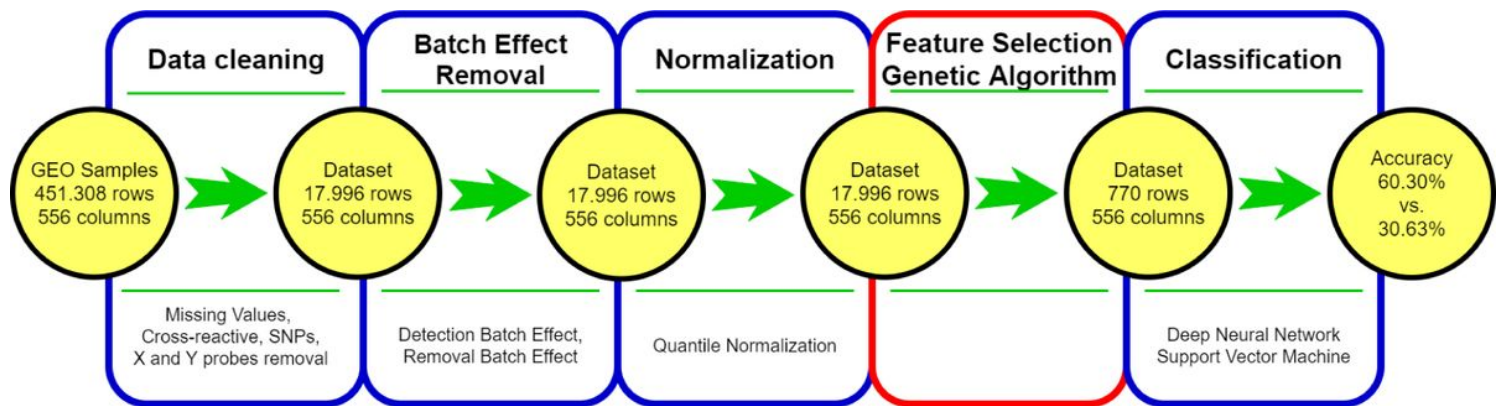 Data cleaning
Batch Effect
Removal
Normalization
Feature Selection
Genetic Algorithm
Classification
GEO Samples
451.308 rows
556 columns
Dataset
17.996 rows
556 columns
Dataset
17.996 rows
556 columns
Dataset
17.996 rows
556 columns
Dataset
770 rows
556 columns
Accuracy
60.30%
vs.
30.63%
Missing Values,
Cross-reactive, SNPs,
X and Y probes removal
Detection Batch Effect,
Removal Batch Effect
Quantile Normalization
Deep Neural Network
Support Vector Machine